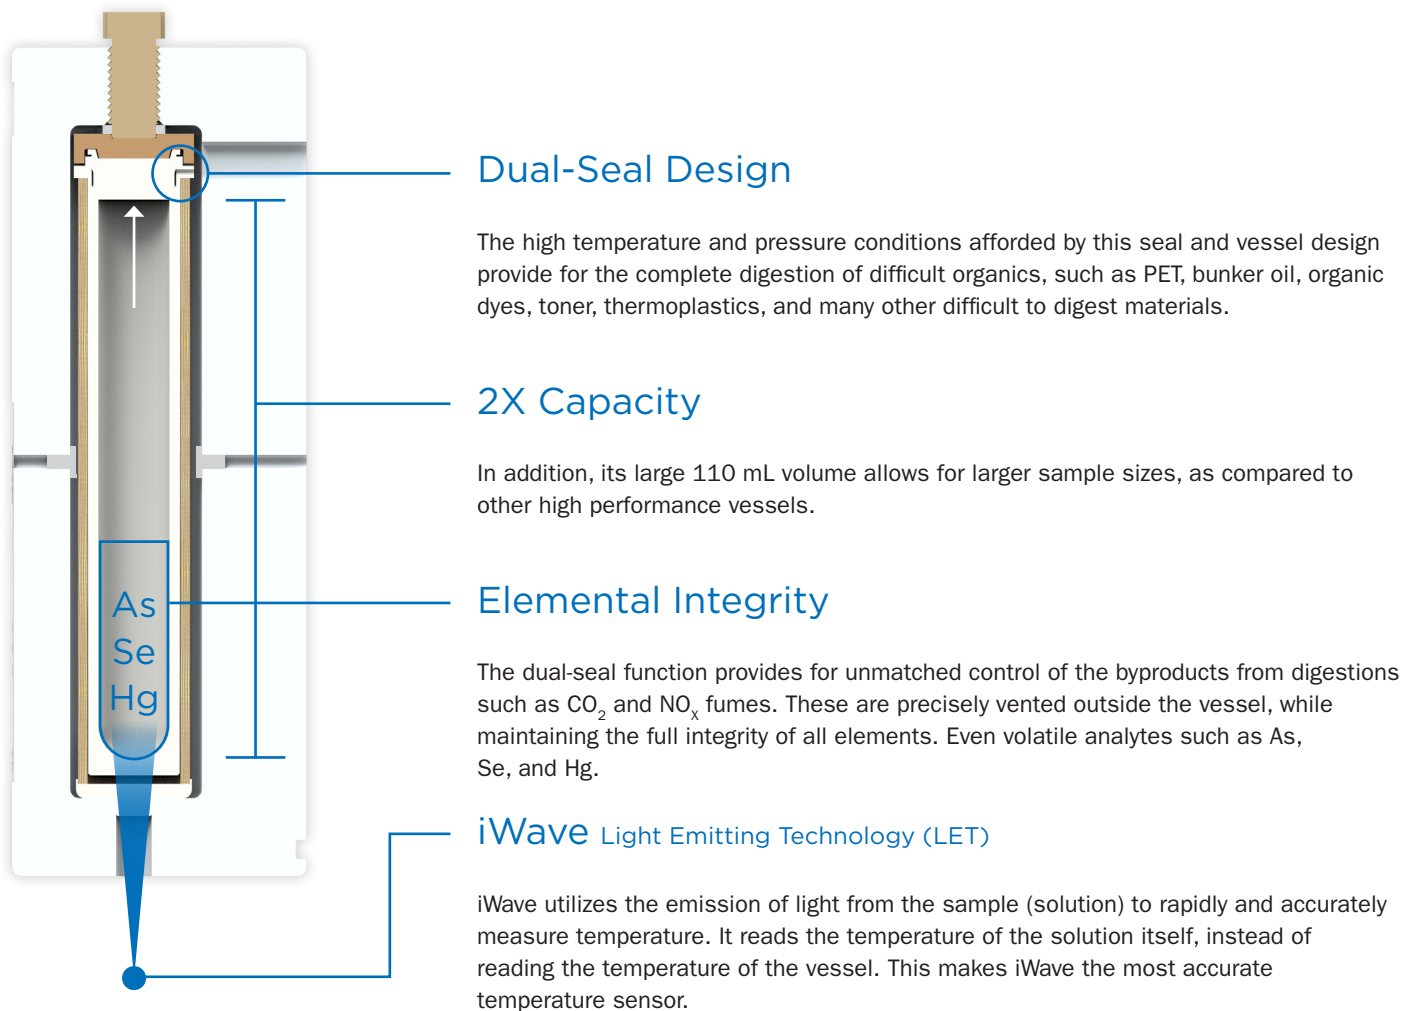 Dual-Seal Design
The high temperature and pressure conditions afforded by this seal and vessel design
provide for the complete digestion of difficult organics, such as PET, bunker oil, organic
dyes, toner, thermoplastics, and many other difficult to digest materials.
2X Capacity
In addition, its large 110 mL volume allows for larger sample sizes, as compared to
other high performance vessels.
As
Se
Hg
Elemental Integrity
The dual-seal function provides for unmatched control of the byproducts from digestions
such as CO₂ and NOₓ fumes. These are precisely vented outside the vessel, while
maintaining the full integrity of all elements. Even volatile analytes such as As,
Se, and Hg.
iWave Light Emitting Technology (LET)
iWave utilizes the emission of light from the sample (solution) to rapidly and accurately
measure temperature. It reads the temperature of the solution itself, instead of
reading the temperature of the vessel. This makes iWave the most accurate
temperature sensor.